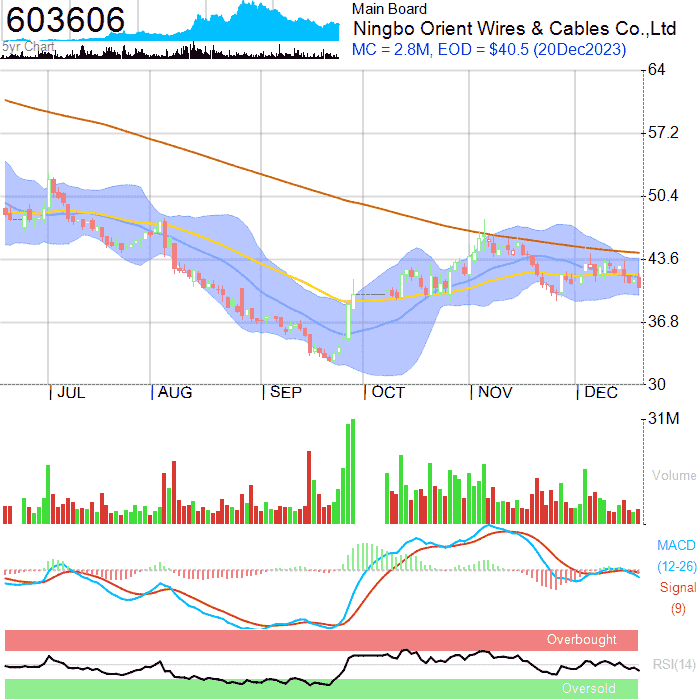 603606
5yr Chart
Main Board
Ningbo Orient Wires & Cables Co.,Ltd
MC = 2.8M, EOD = $40.5 (20Dec2023)
64
57.2
50.4
43.6
36.8
30
JUL AUG SEP OCT NOV DEC
31M
Volume
MACD
(12-26)
Signal
(9)
Overbought
RSI(14)
Oversold